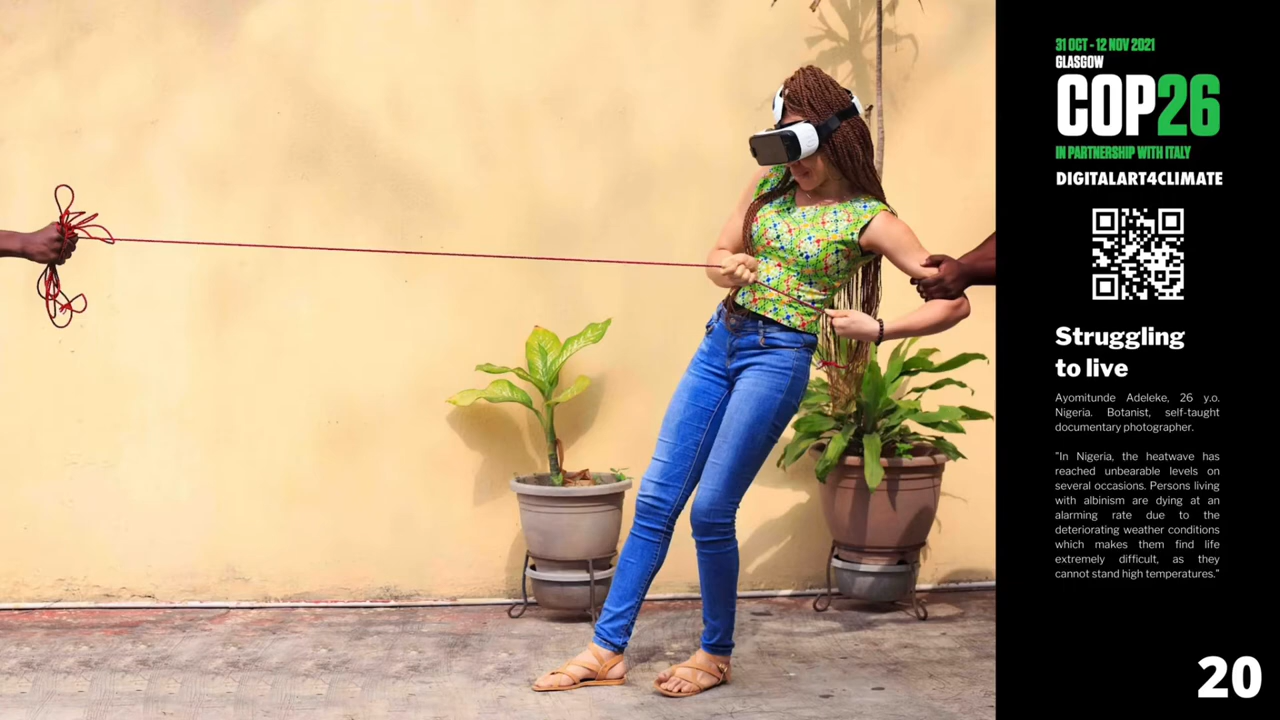 31 OCT - 12 NOV 2021
GLASGOW
COP26
IN PARTNERSHIP WITH ITALY
DIGITALART4CLIMATE
Struggling
to live
Ayomitunde Adeleke, 26 y.o.
Nigeria. Botanist, self-taught
documentary photographer.
"In Nigeria, the heatwave has
reached unbearable levels on
several occasions. Persons living
with albinism are dying at an
alarming rate due to the
deteriorating weather conditions
which makes them find life
extremely difficult, as they
cannot stand high temperatures."
20